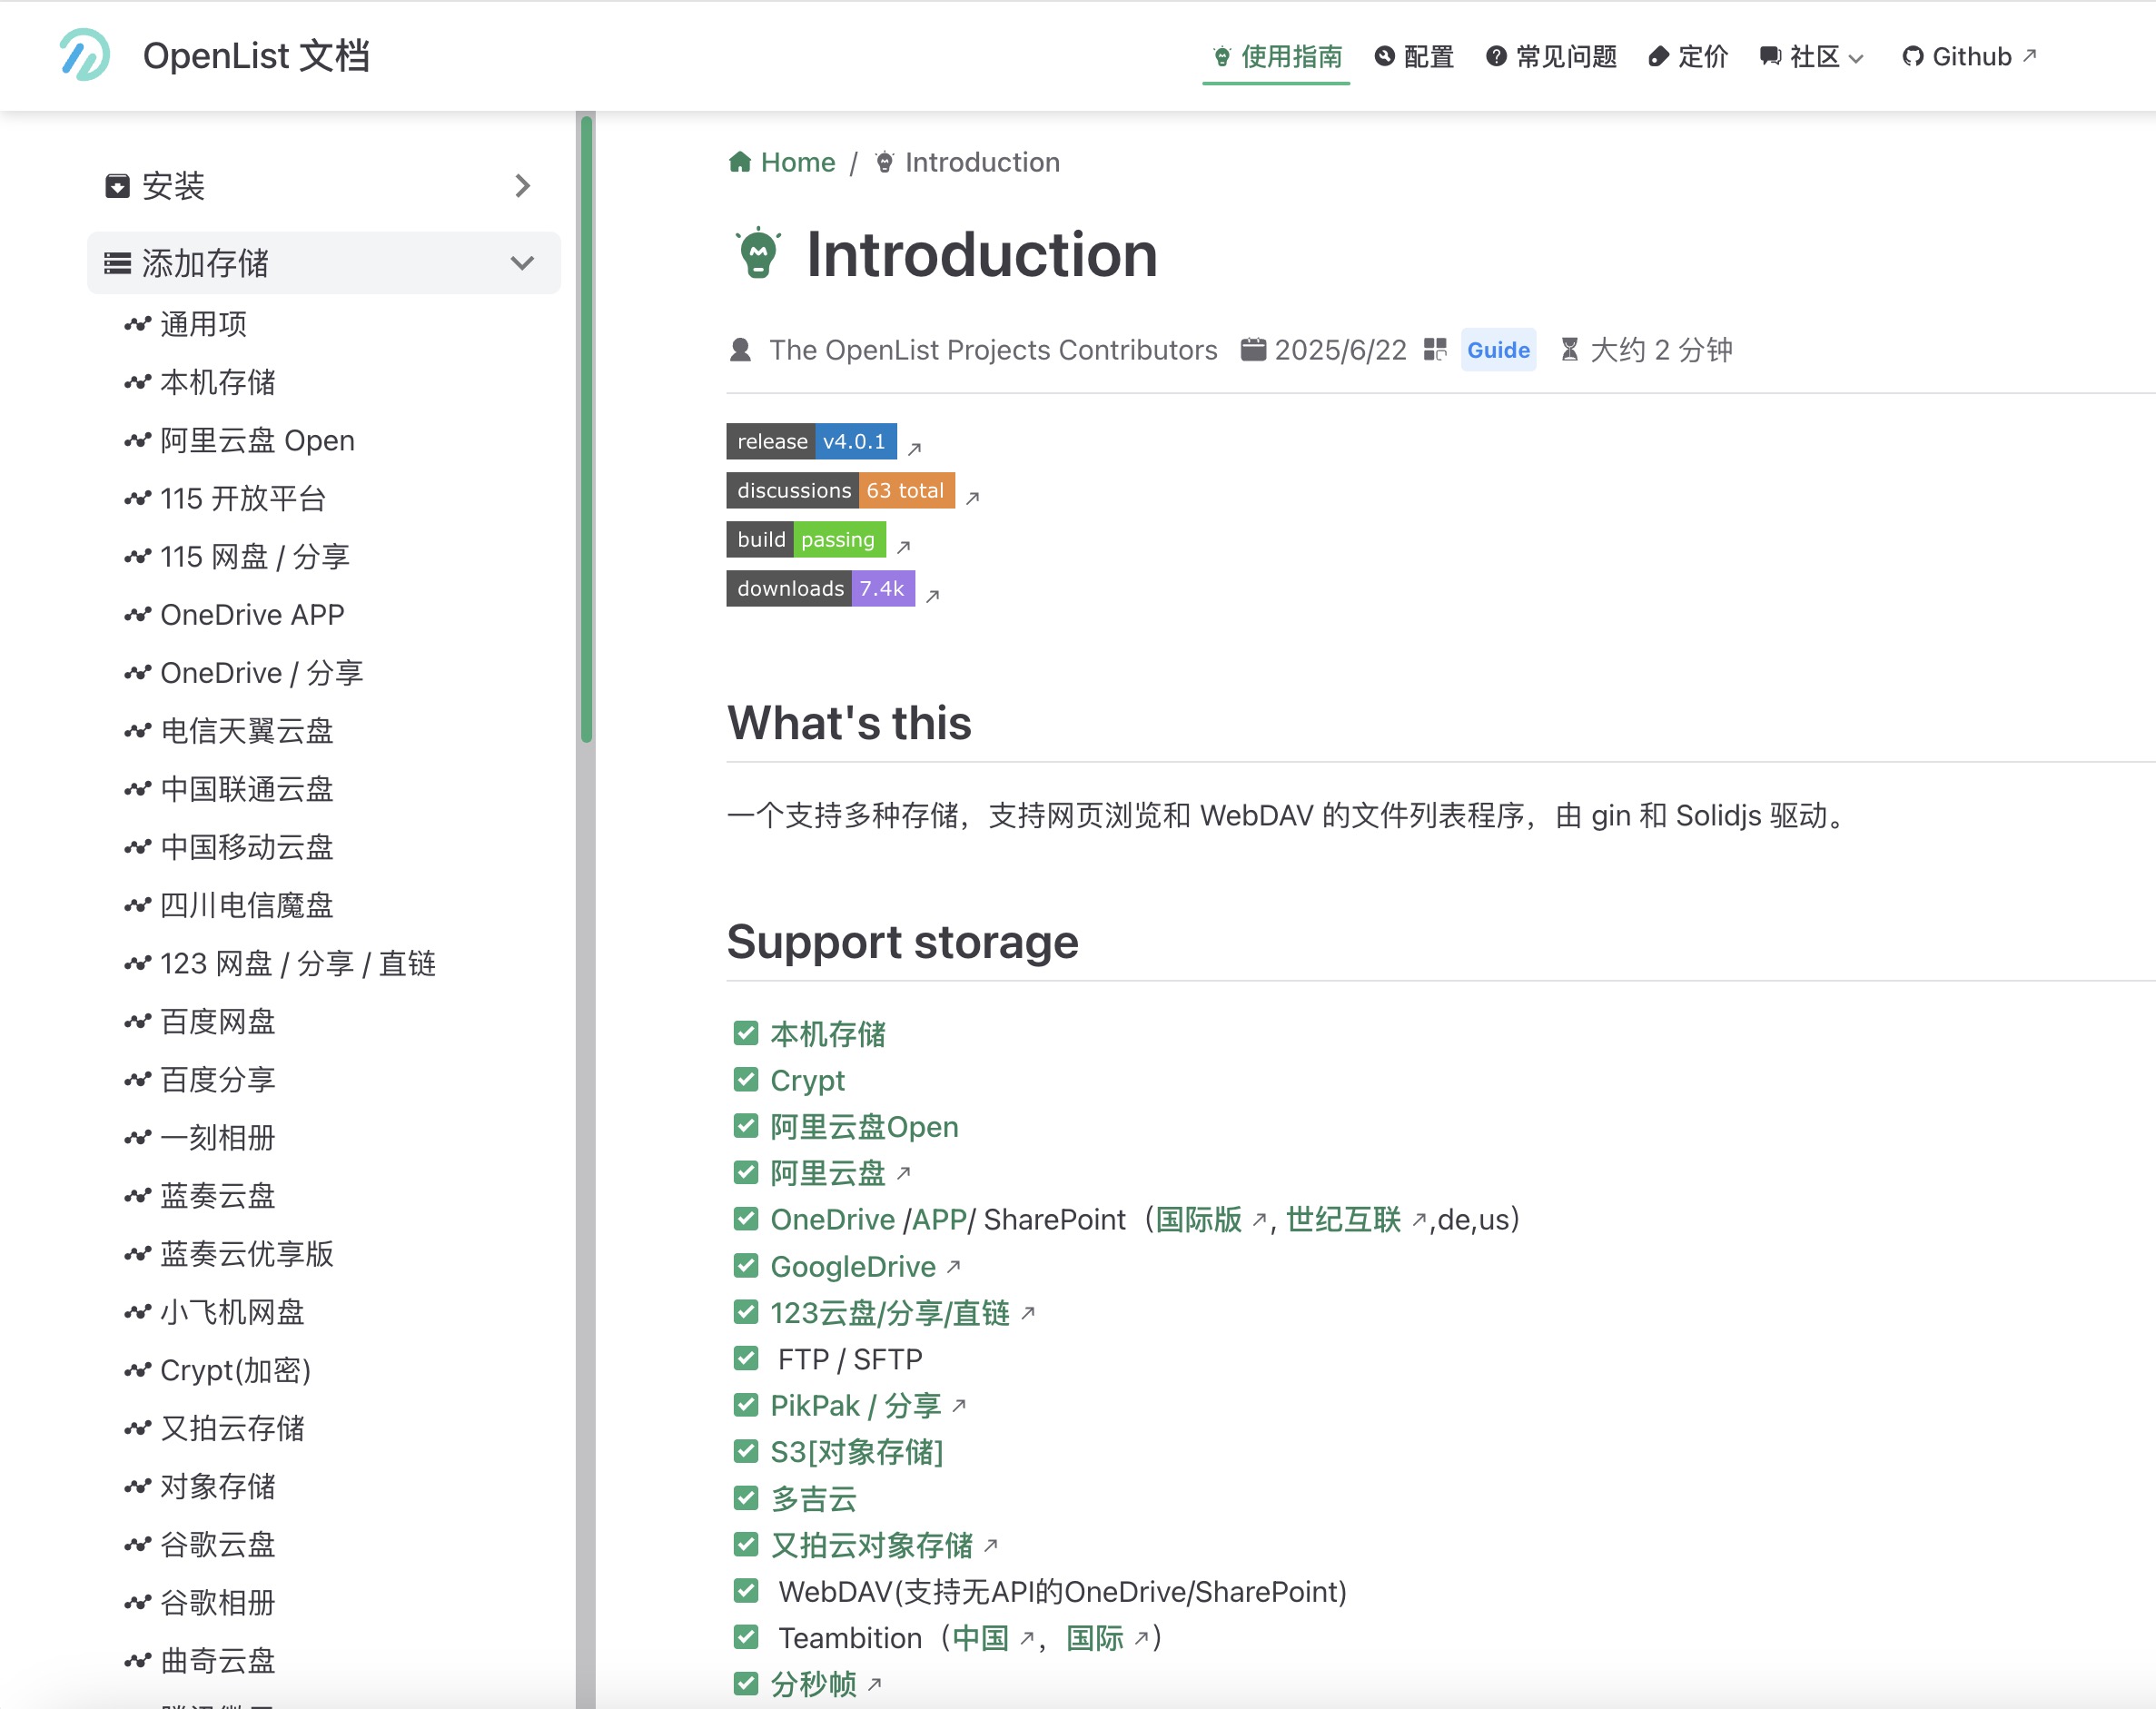 OpenList 文档
使用指南 配置 常见问题 定价 社区 Github
安装
添加存储
通用项
本机存储
阿里云盘 Open
115 开放平台
115 网盘 / 分享
OneDrive APP
OneDrive / 分享
电信天翼云盘
中国联通云盘
中国移动云盘
四川电信魔盘
123 网盘 / 分享 / 直链
百度网盘
百度分享
一刻相册
蓝奏云盘
蓝奏云优享版
小飞机网盘
Crypt(加密)
又拍云存储
对象存储
谷歌云盘
谷歌相册
曲奇云盘
Home / Introduction
Introduction
The OpenList Projects Contributors 2025/6/22 Guide 大约 2 分钟
release v4.0.1
discussions 63 total
build passing
downloads 7.4k
What's this
一个支持多种存储，支持网页浏览和 WebDAV 的文件列表程序，由 gin 和 Solidjs 驱动。
Support storage
本机存储
Crypt
阿里云盘Open
阿里云盘
OneDrive /APP/ SharePoint（国际版 , 世纪互联 ,de,us）
GoogleDrive
123云盘/分享/直链
FTP / SFTP
PikPak / 分享
S3[对象存储]
多吉云
又拍云对象存储
WebDAV(支持无API的OneDrive/SharePoint)
Teambition（中国 ，国际 ）
分秒帧